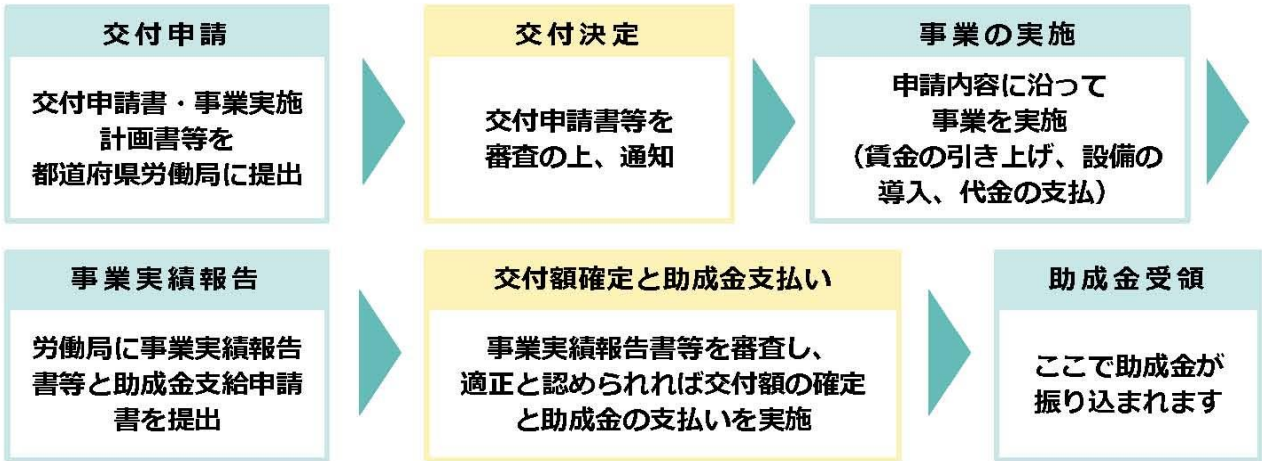 交付申請
交付申請書・事業実施
計画書等を
都道府県労働局に提出
交付決定
交付申請書等を
審査の上、通知
事業の実施
申請内容に沿って
事業を実施
（賃金の引き上げ、設備の
導入、代金の支払）
事業実績報告
労働局に事業実績報告
書等と助成金支給申請
書を提出
交付額確定と助成金支払い
事業実績報告書等を審査し、
適正と認められれば交付額の確定
と助成金の支払いを実施
助成金受領
ここで助成金が
振り込まれます